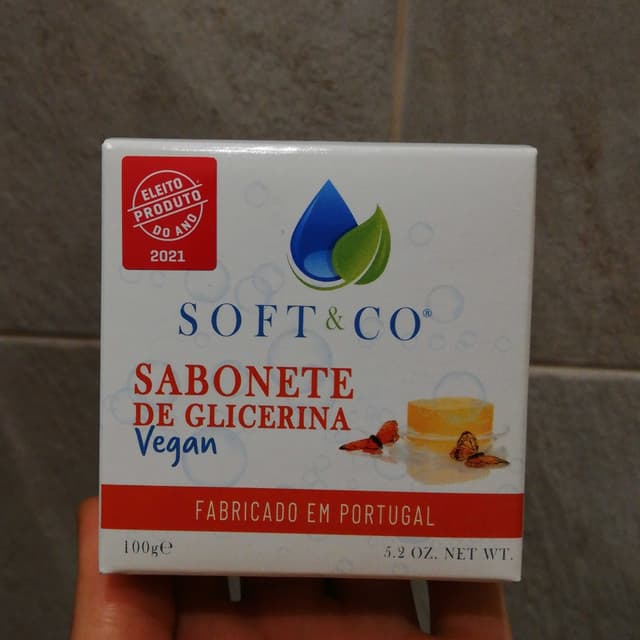 ELEITO
PRODUTO
DO ANO
2021
SOFT & CO®
SABONETE
DE GLICERINA
Vegan
FABRICADO EM PORTUGAL
100g℮
5.2 OZ. NET WT.